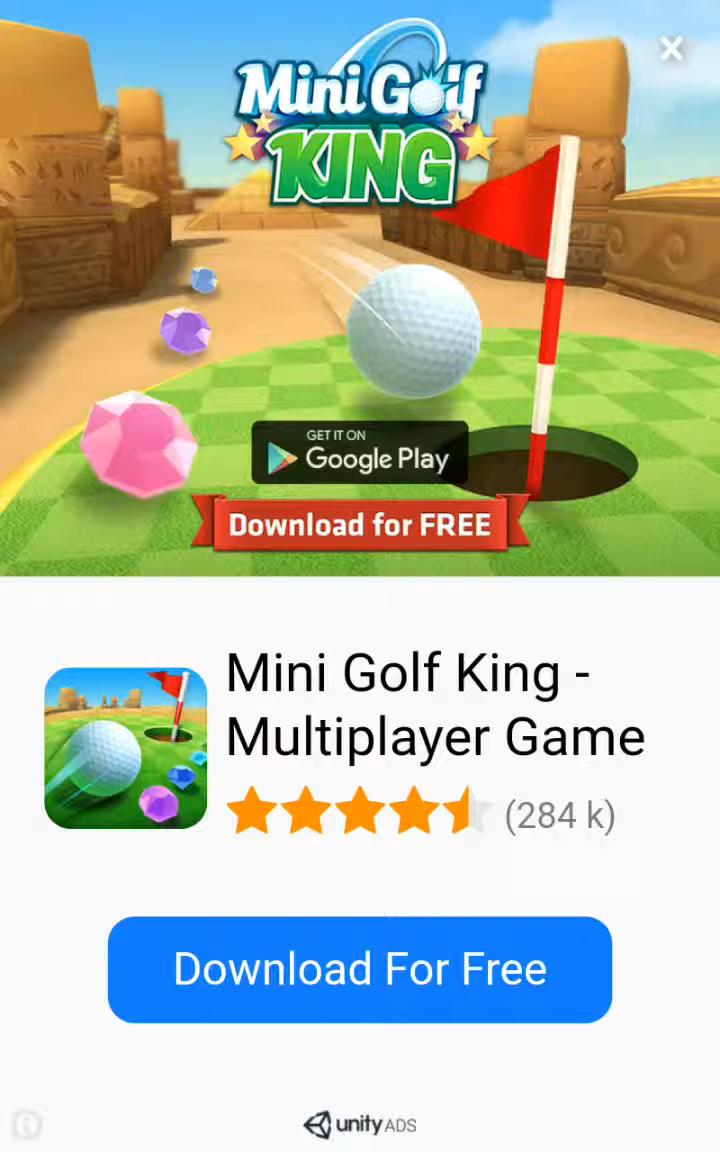 Mini Golf
KING
GET IT ON
Google Play
Download for FREE
Mini Golf King -
Multiplayer Game
(284 k)
Download For Free
unity ADS